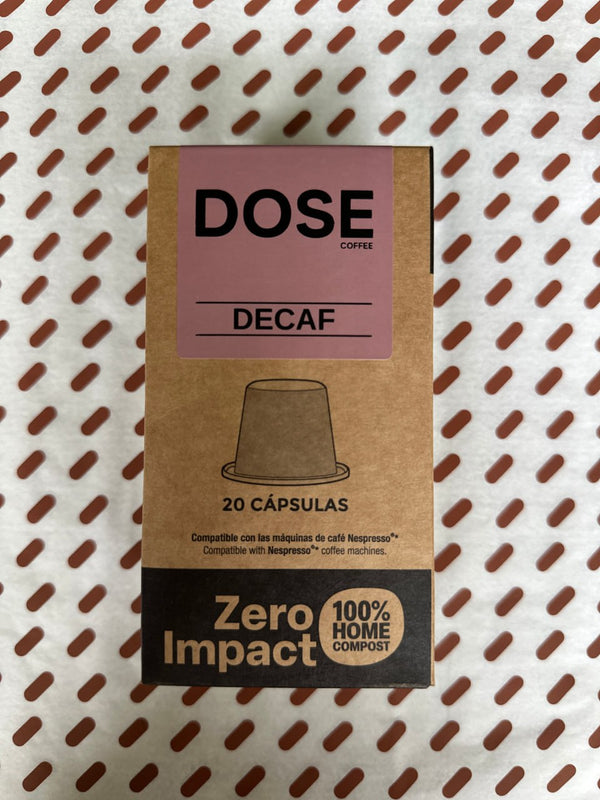 DOSE
COFFEE
DECAF
20 CÁPSULAS
Compatible con las máquinas de café Nespresso®*
Compatible with Nespresso®* coffee machines.
Zero
Impact
100%
HOME
COMPOST